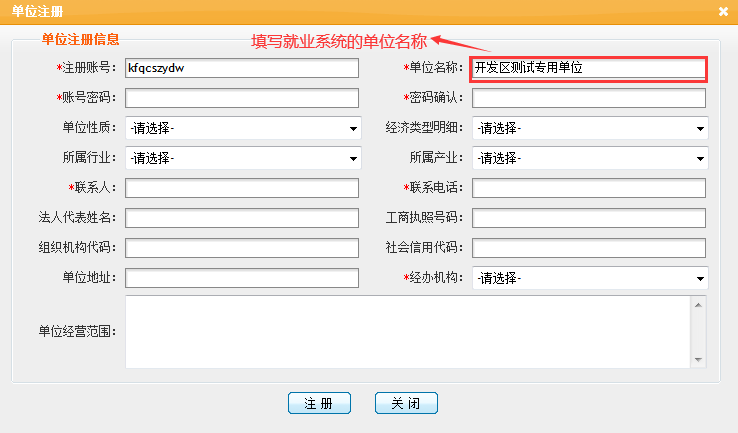 单位注册
单位注册信息
填写就业系统的单位名称
*注册账号： kfqcszydw *单位名称： 开发区测试专用单位
*账号密码： *密码确认：
单位性质： -请选择- 经济类型明细： -请选择-
所属行业： -请选择- 所属产业： -请选择-
*联系人： *联系电话：
法人代表姓名： 工商执照号码：
组织机构代码： 社会信用代码：
单位地址： *经办机构： -请选择-
单位经营范围：
注 册 关 闭